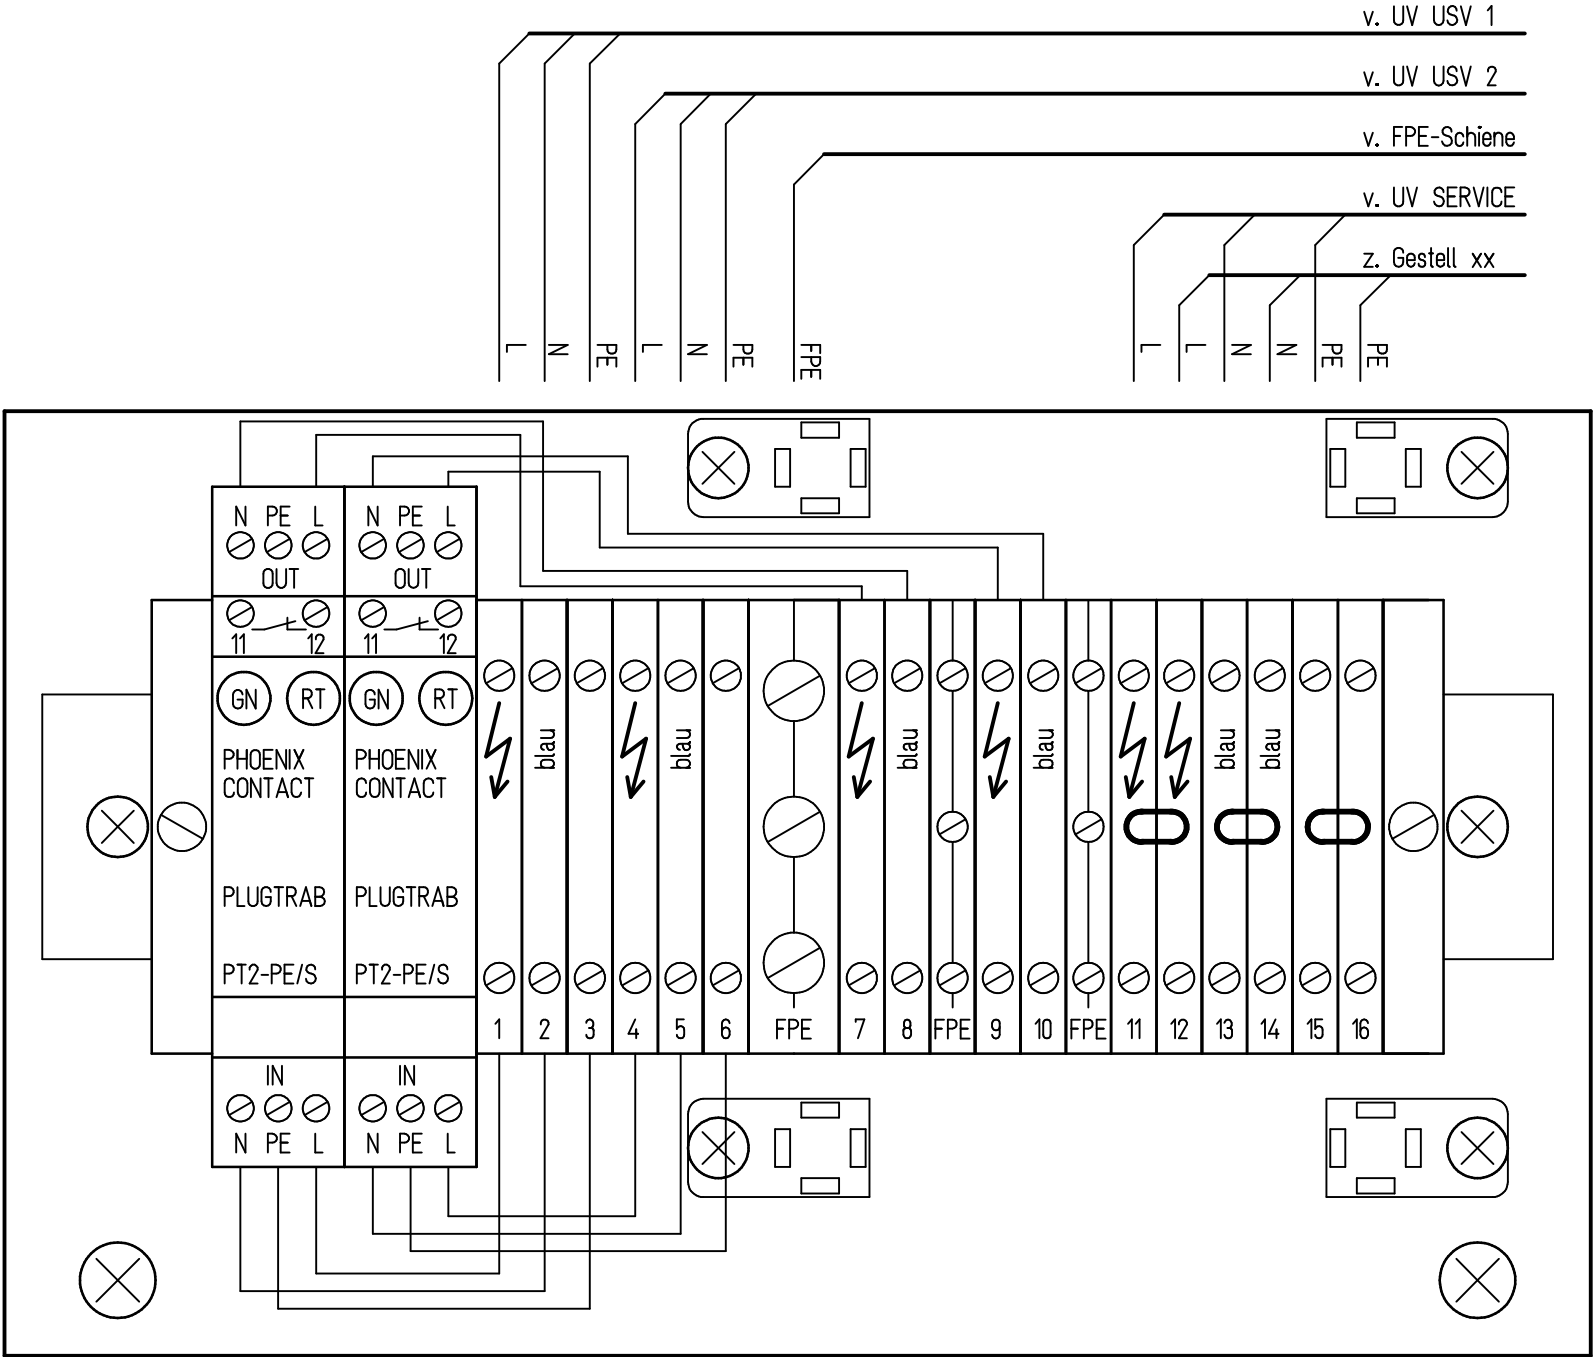 v. UV USV 1
v. UV USV 2
v. FPE-Schiene
v. UV SERVICE
z. Gestell xx
L N PE L N PE FPE L L N N PE PE
N PE L N PE L
OUT OUT
11 12 11 12
GN RT GN RT
blau blau blau blau blau blau
PHOENIX PHOENIX
CONTACT CONTACT
PLUGTRAB PLUGTRAB
PT2-PE/S PT2-PE/S
1 2 3 4 5 6 FPE 7 8 FPE 9 10 FPE 11 12 13 14 15 16
IN IN
N PE L N PE L